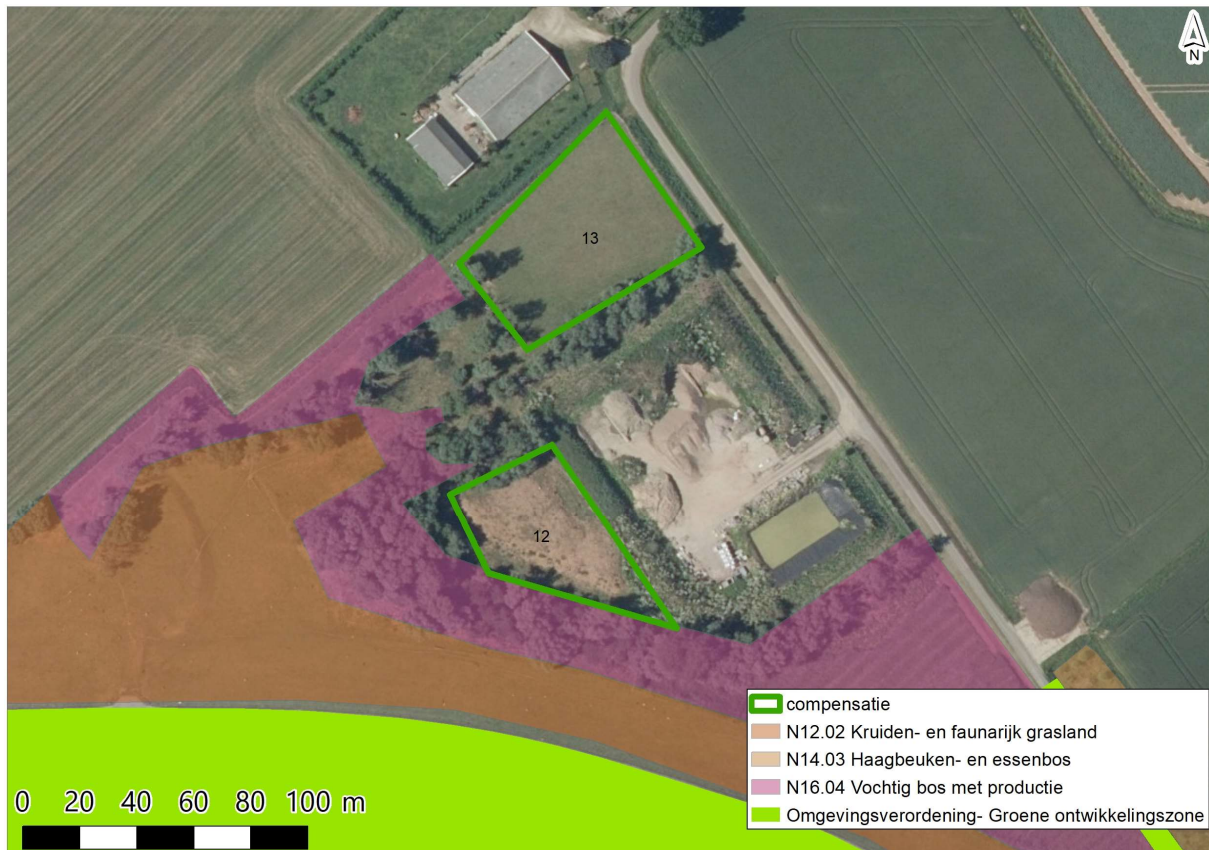 N
13
12
compensatie
N12.02 Kruiden- en faunarijk grasland
N14.03 Haagbeuken- en essenbos
N16.04 Vochtig bos met productie
Omgevingsverordening- Groene ontwikkelingszone
0 20 40 60 80 100 m